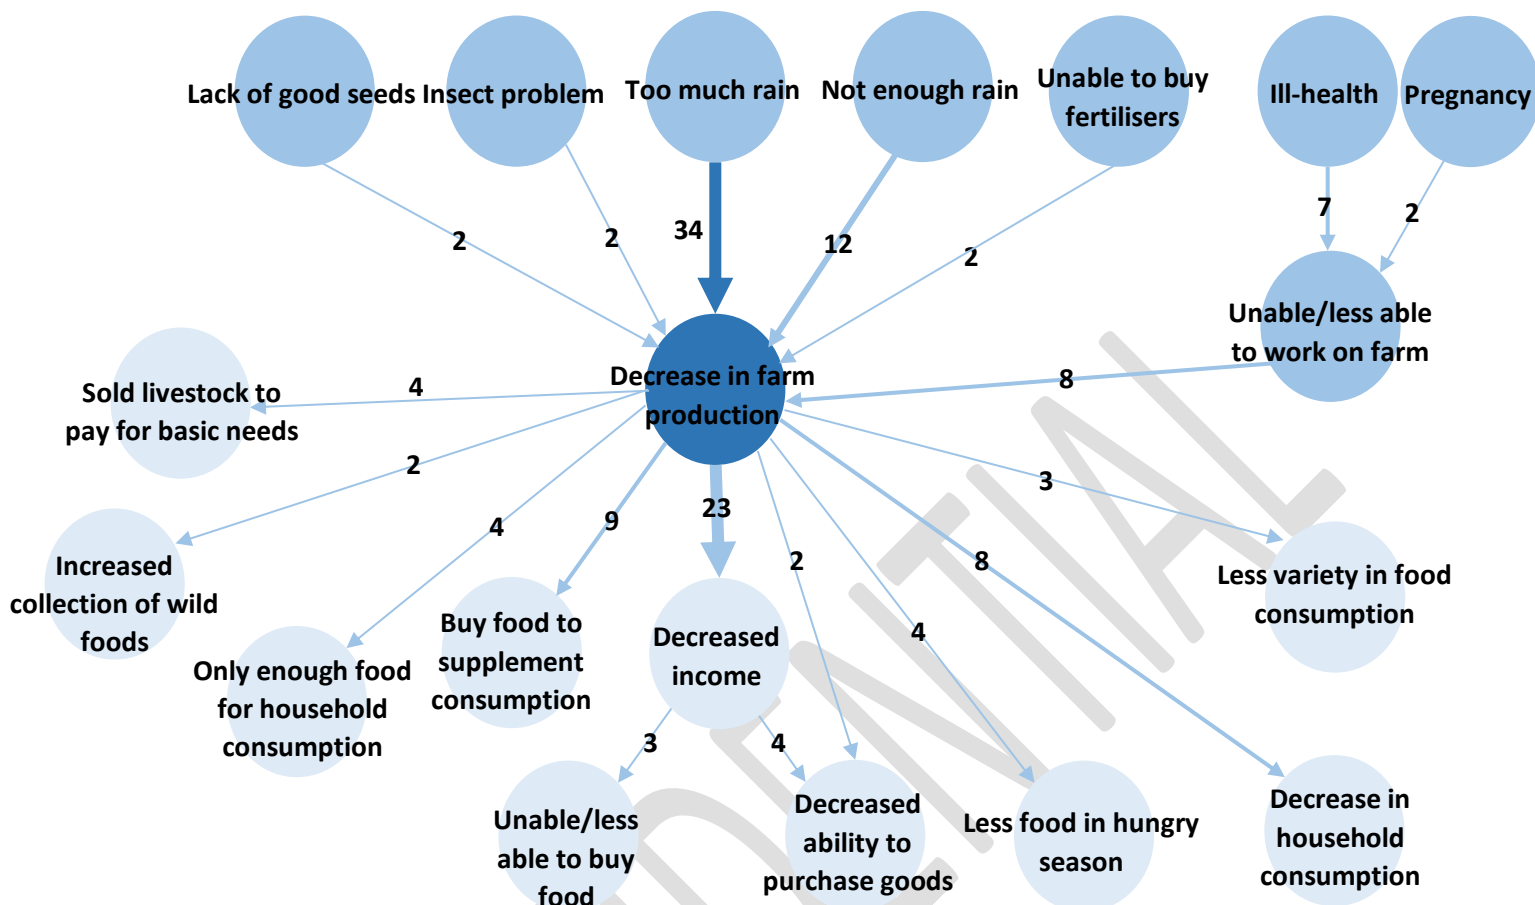 Lack of good seeds
Insect problem
Too much rain
Not enough rain
Unable to buy
fertilisers
Ill-health
Pregnancy
2
2
34
12
2
7
2
Unable/less able
to work on farm
8
Decrease in farm
production
Sold livestock to
pay for basic needs
4
2
4
9
23
2
4
8
3
Increased
collection of wild
foods
Only enough food
for household
consumption
Buy food to
supplement
consumption
Decreased
income
Less variety in food
consumption
3
4
Unable/less
able to buy
food
Decreased
ability to
purchase goods
Less food in hungry
season
Decrease in
household
consumption
DENTIAL